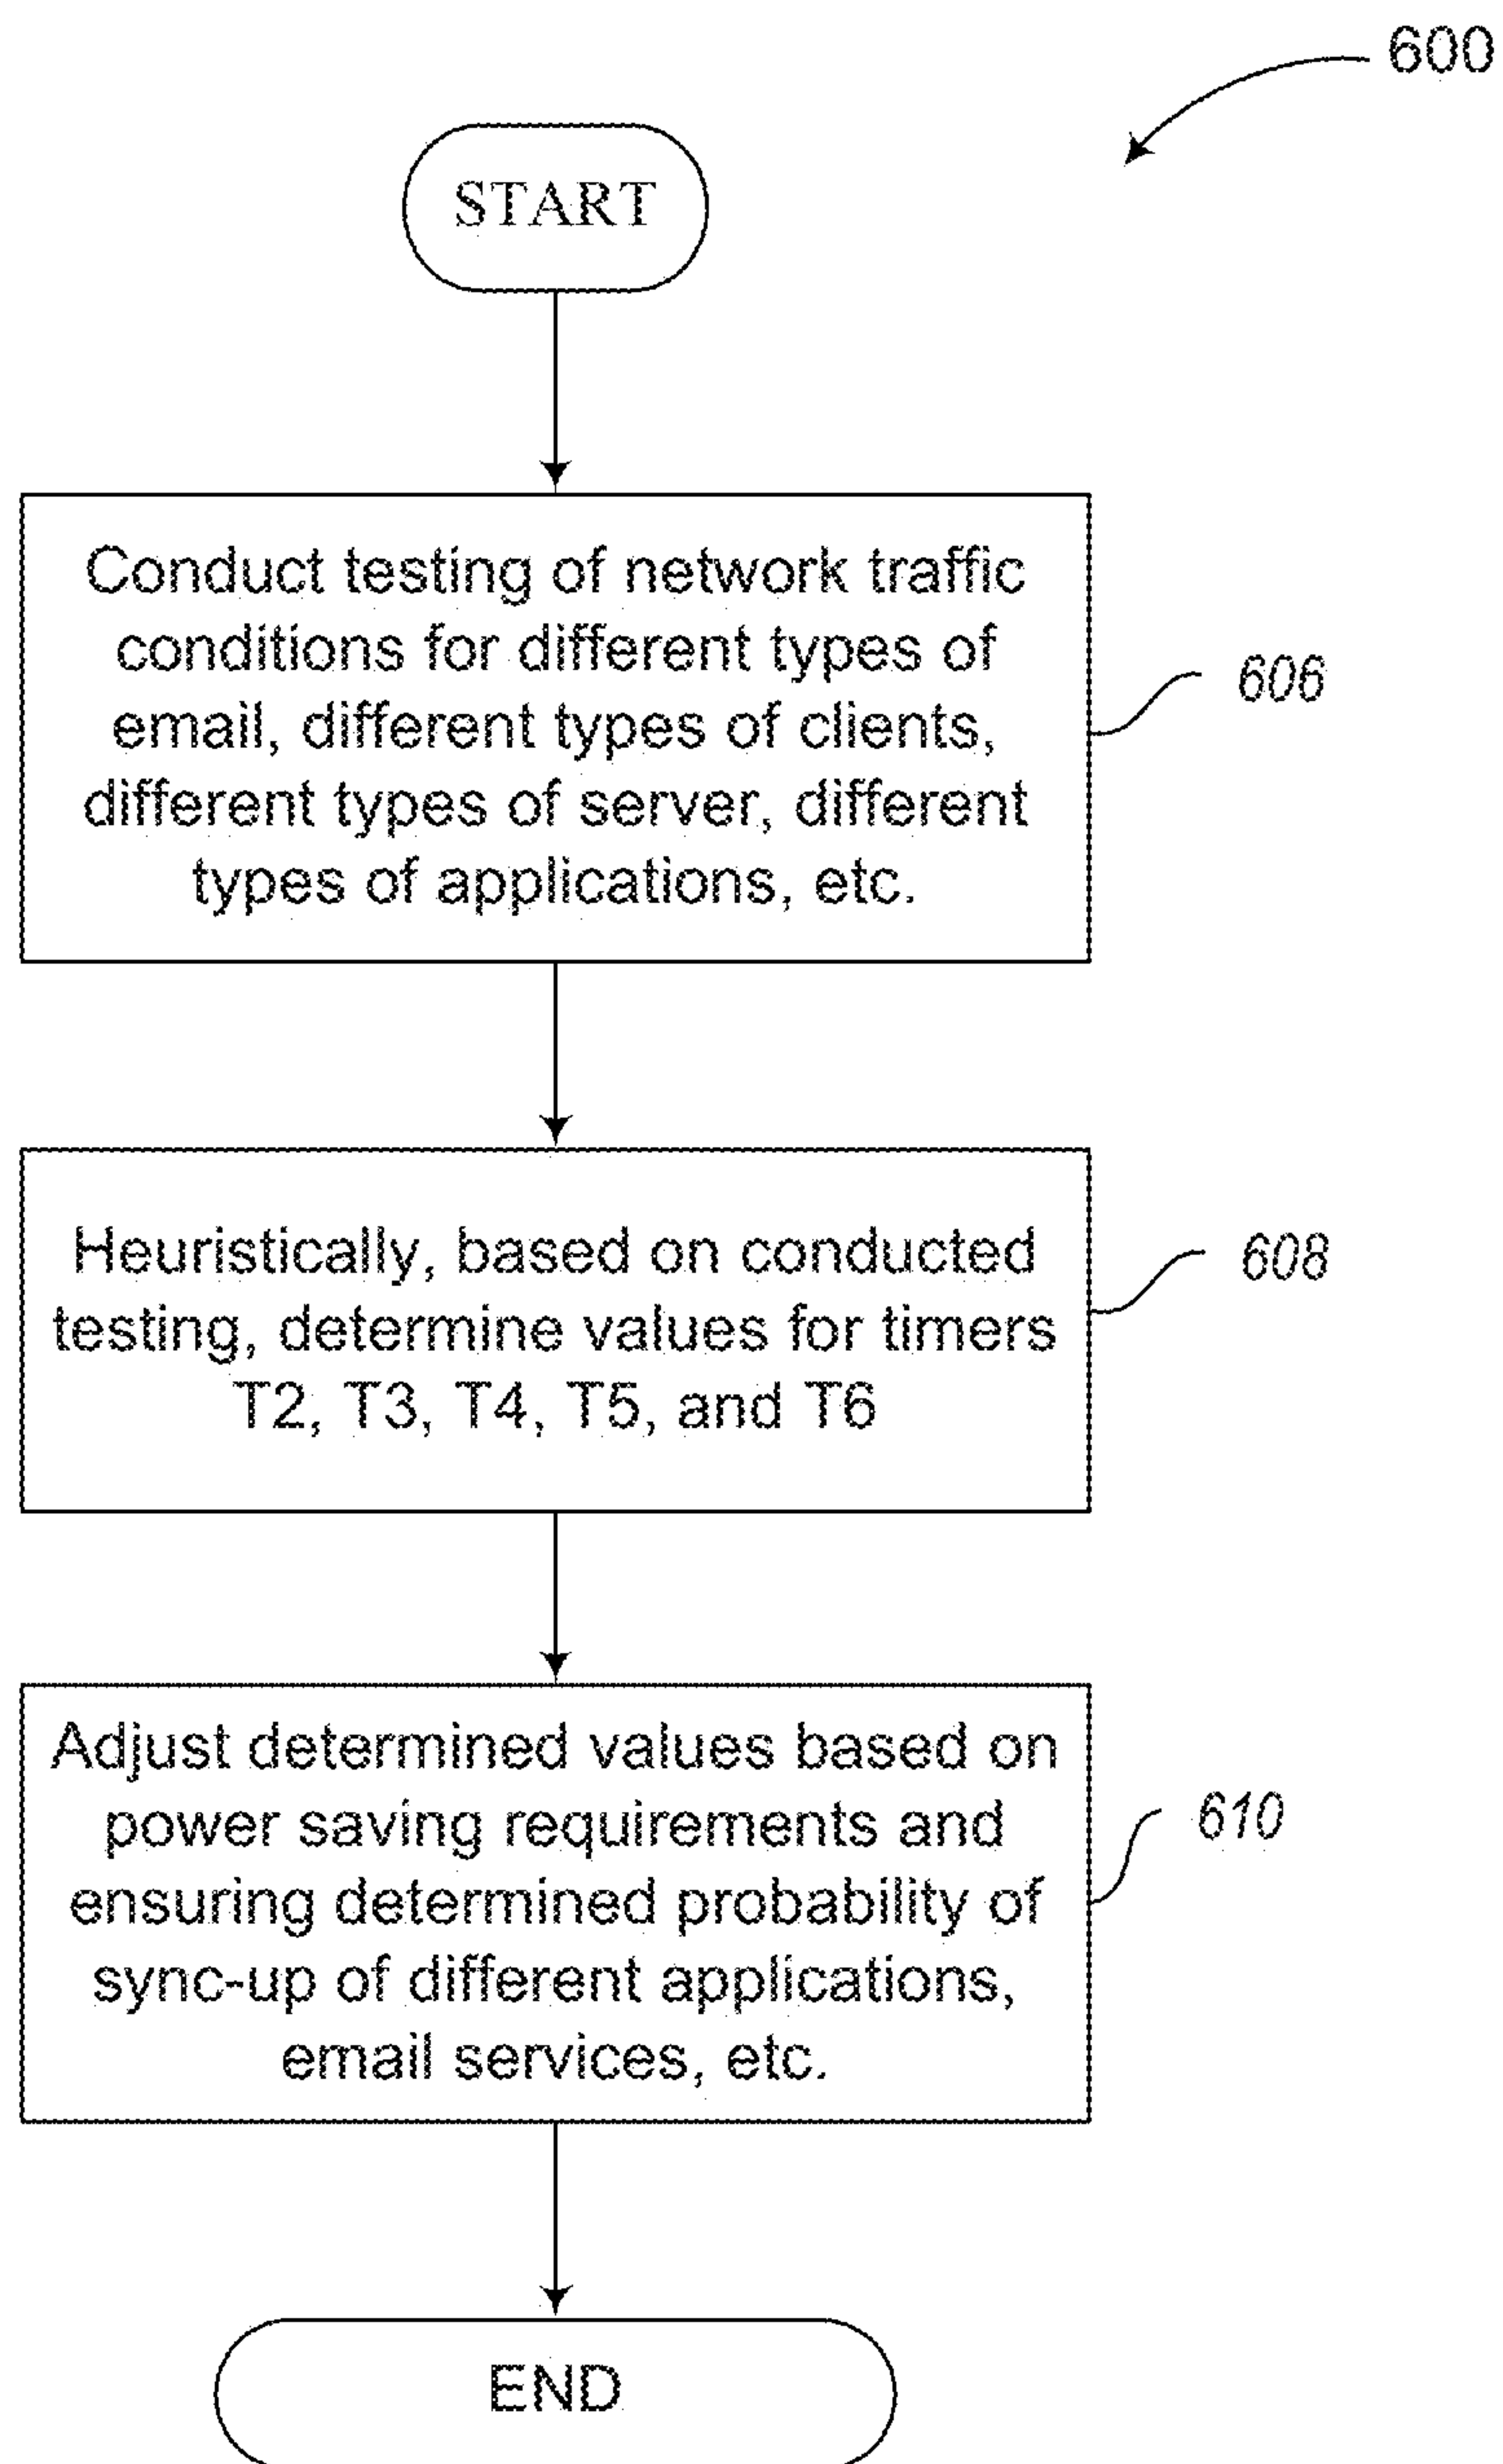 600
START
Conduct testing of network traffic
conditions for different types of
email, different types of clients,
different types of server, different
types of applications, etc.
606
Heuristically, based on conducted
testing, determine values for timers
T2, T3, T4, T5, and T6
608
Adjust determined values based on
power saving requirements and
ensuring determined probability of
sync-up of different applications,
email services, etc.
610
END